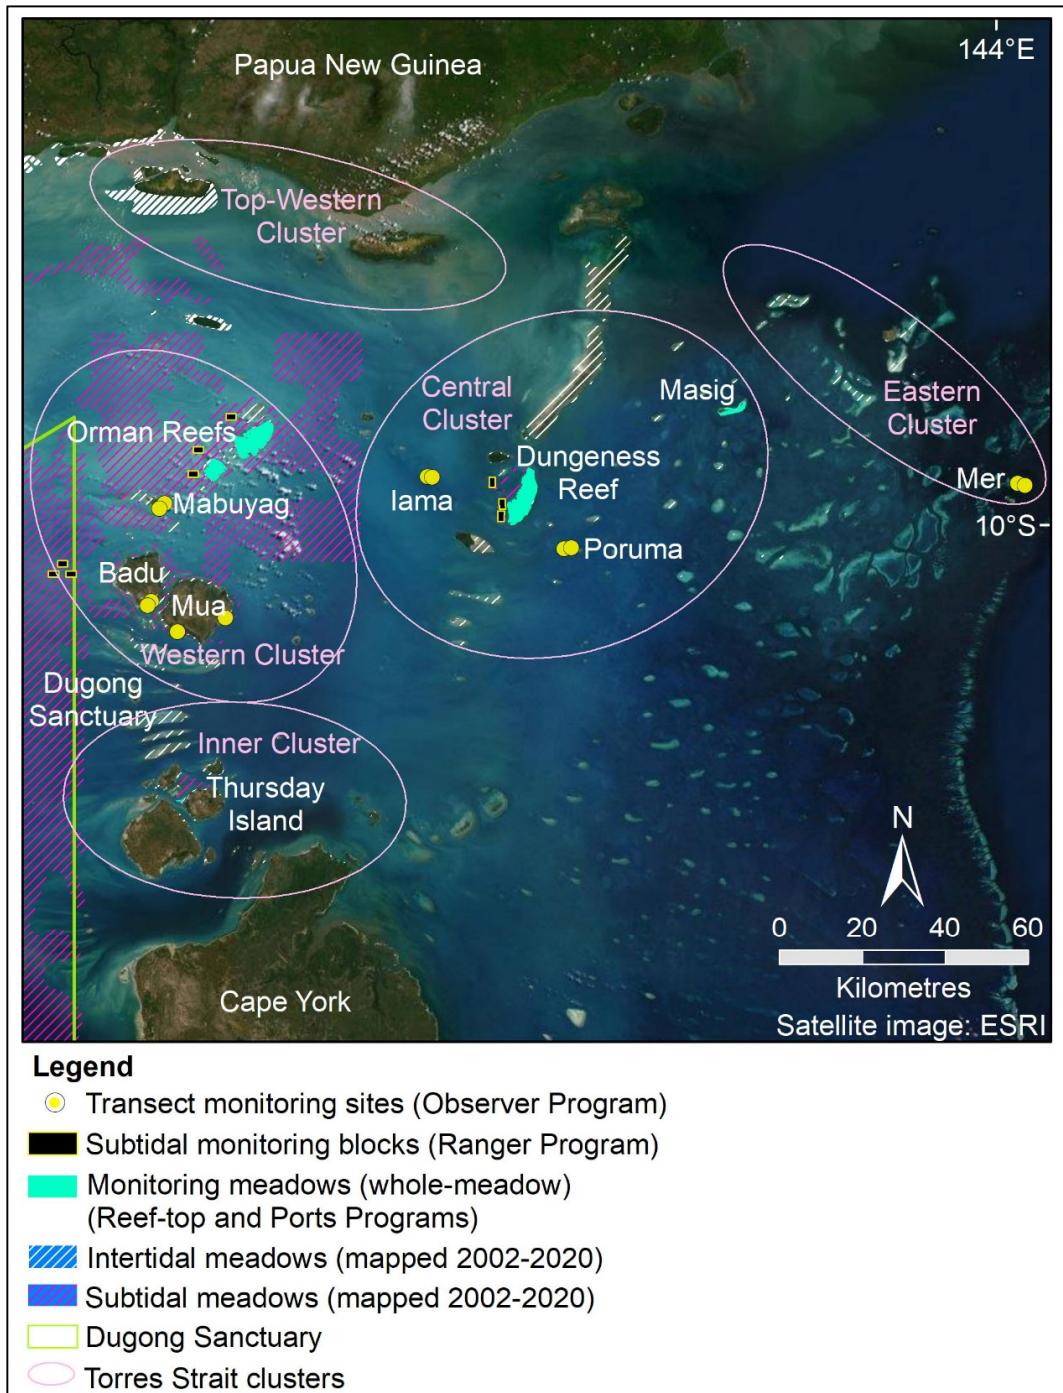 Papua New Guinea
144°E
Top-Western
Cluster
Central
Cluster
Masig
Eastern
Cluster
Orman Reefs
Dungeness
Reef
Mabuyag
Iama
Mer
10°S
Poruma
Badu
Mua
Western Cluster
Dugong
Sanctuary
Inner Cluster
Thursday
Island
N
0 20 40 60
Kilometres
Cape York
Satellite image: ESRI
Legend
Transect monitoring sites (Observer Program)
Subtidal monitoring blocks (Ranger Program)
Monitoring meadows (whole-meadow)
(Reef-top and Ports Programs)
Intertidal meadows (mapped 2002-2020)
Subtidal meadows (mapped 2002-2020)
Dugong Sanctuary
Torres Strait clusters